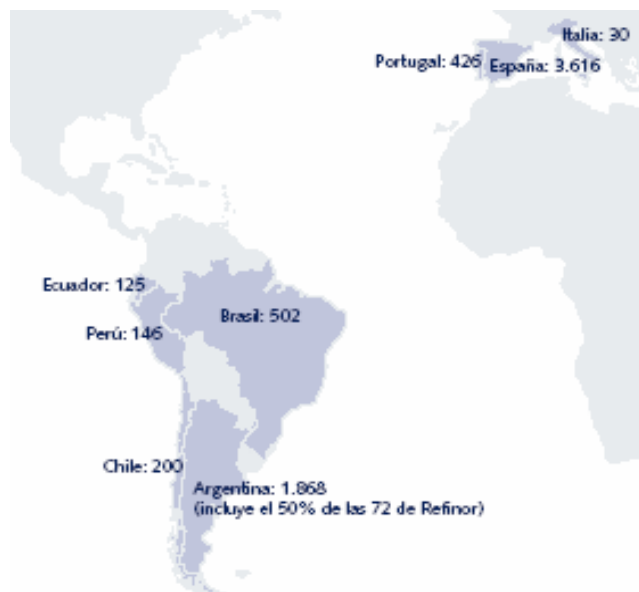 Italia: 30
Portugal: 426
España: 3.616
Ecuador: 125
Brasil: 502
Perú: 146
Chile: 200
Argentina: 1.868
(incluye el 50% de las 72 de Refinor)